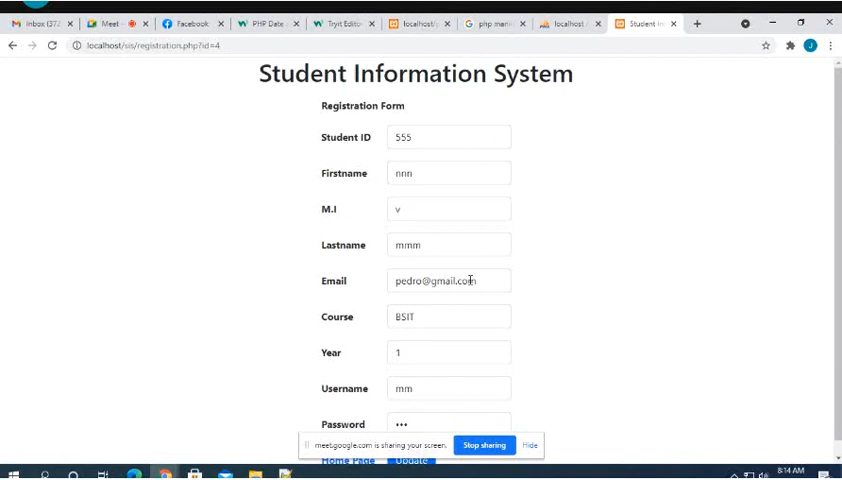 Inbox (372
Meet -
Facebook
PHP Date a
Tryit Editor
localhost/p
php mani
localhost
Student In
localhost/sis/registration.php?id=4
J
Student Information System
Registration Form
Student ID 555
Firstname nnn
M.I v
Lastname mmm
Email pedro@gmail.com
Course BSIT
Year 1
Username mm
Password •••
meet.google.com is sharing your screen. Stop sharing Hide
Home Page Update
8:14 AM